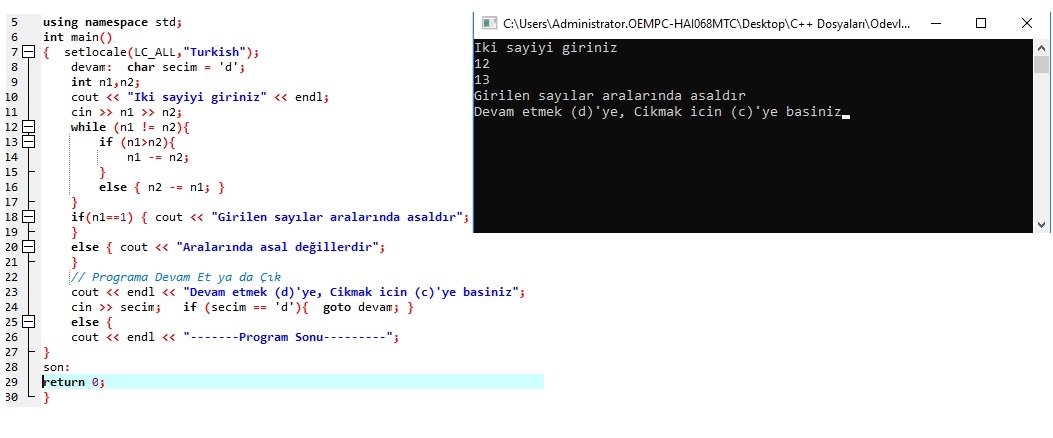 5 using namespace std;
6 int main()
7 {  setlocale(LC_ALL,"Turkish");
8 devam:  char secim = 'd';
9 int n1,n2;
10 cout << "Iki sayiyi giriniz" << endl;
11 cin >> n1 >> n2;
12 while (n1 != n2){
13 if (n1>n2){
14 n1 -= n2;
15 }
16 else { n2 -= n1; }
17 }
18 if(n1==1) { cout << "Girilen sayılar aralarında asaldır";
19 }
20 else { cout << "Aralarında asal değillerdir";
21 }
22 // Programa Devam Et ya da Çık
23 cout << endl << "Devam etmek (d)'ye, Cikmak icin (c)'ye basiniz";
24 cin >> secim;   if (secim == 'd'){  goto devam; }
25 else {
26 cout << endl << "-------Program Sonu---------";
27 }
28 son:
29 return 0;
30 }
C:\Users\Administrator.OEMPC-HAI068MTC\Desktop\C++ Dosyaları\Odevl...
Iki sayiyi giriniz
12
13
Girilen sayılar aralarında asaldır
Devam etmek (d)'ye, Cikmak icin (c)'ye basiniz